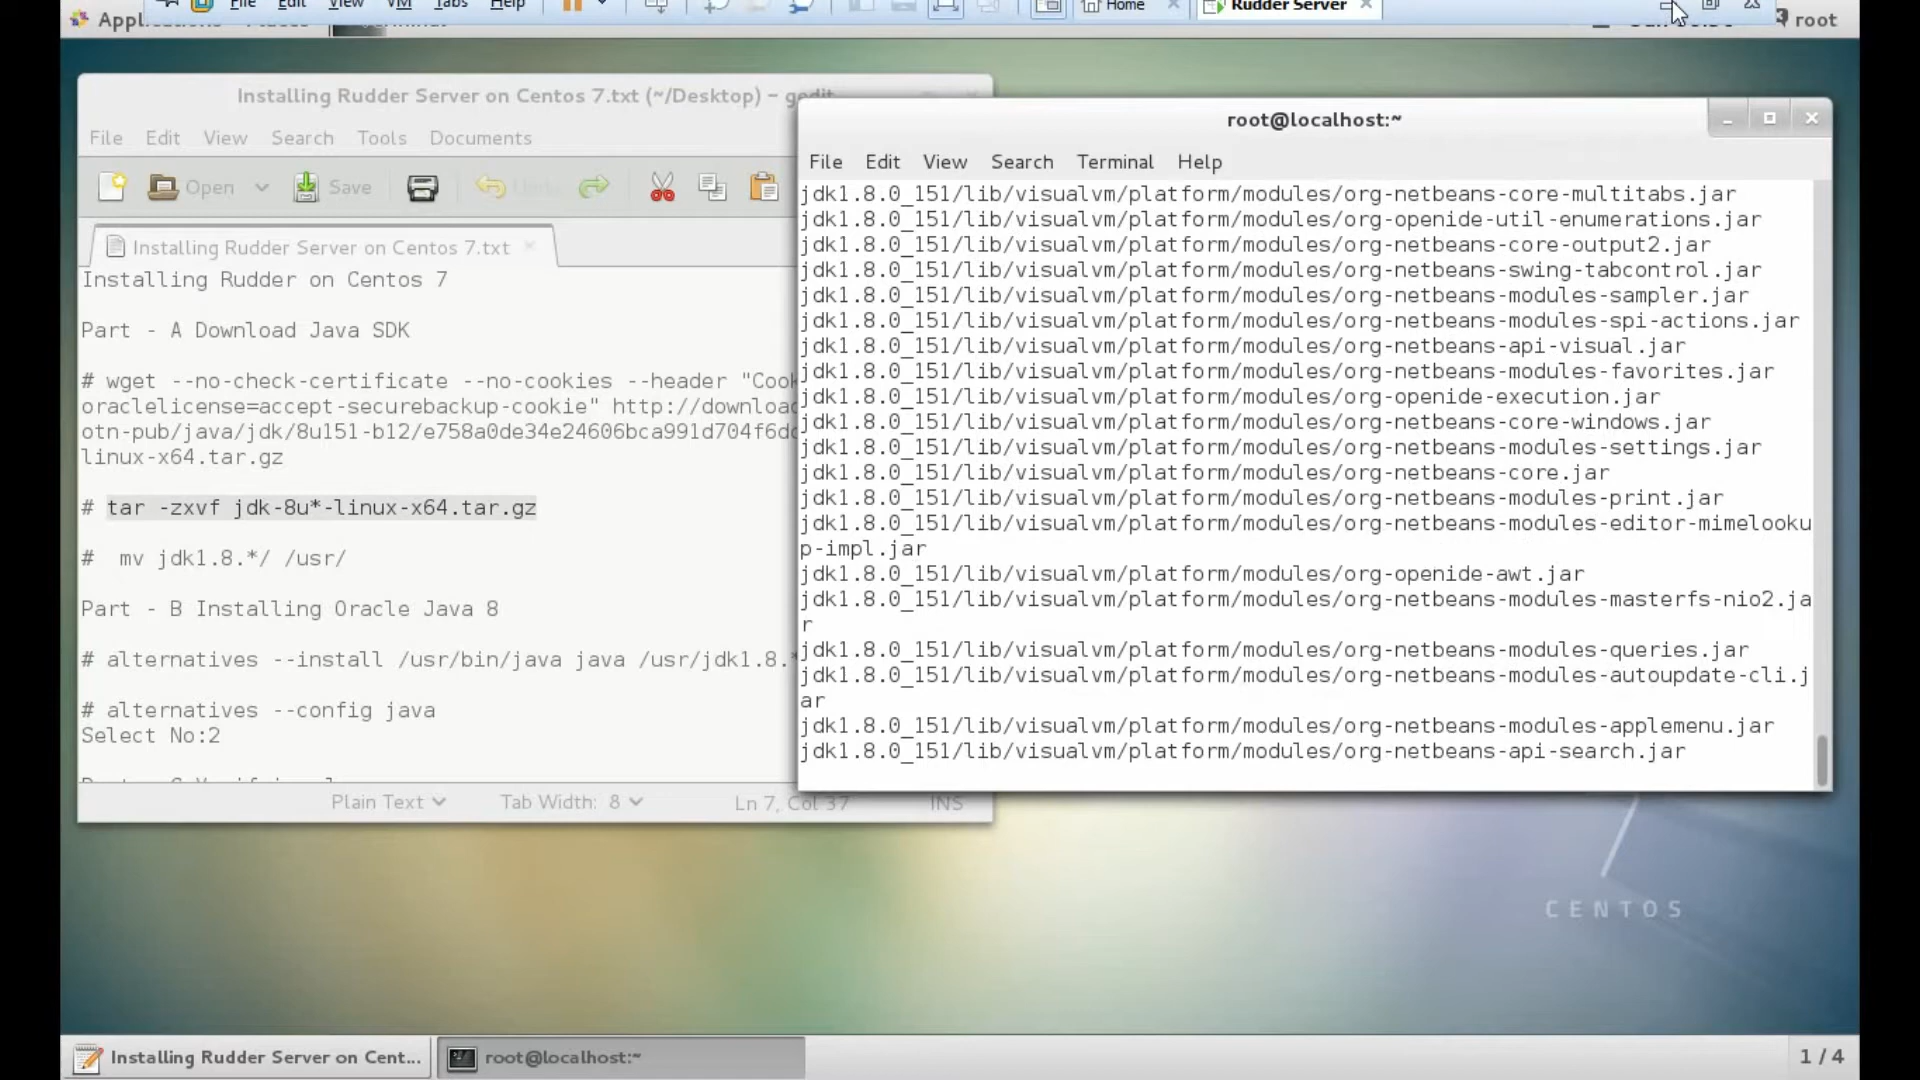 File Edit View VM Tabs Help Home Rudder Server
root
Installing Rudder Server on Centos 7.txt (~/Desktop) – gedit
File Edit View Search Tools Documents
Open Save
Installing Rudder Server on Centos 7.txt
Installing Rudder on Centos 7
Part - A Download Java SDK
# wget --no-check-certificate --no-cookies --header "Cook
oraclelicense=accept-securebackup-cookie" http://download
otn-pub/java/jdk/8u151-b12/e758a0de34e24606bca991d704f6dc
linux-x64.tar.gz
# tar -zxvf jdk-8u*-linux-x64.tar.gz
#  mv jdk1.8.*/ /usr/
Part - B Installing Oracle Java 8
# alternatives --install /usr/bin/java java /usr/jdk1.8.*
# alternatives --config java
Select No:2
Plain Text Tab Width: 8 Ln 7, Col 37 INS
root@localhost:~
File Edit View Search Terminal Help
jdk1.8.0_151/lib/visualvm/platform/modules/org-netbeans-core-multitabs.jar
jdk1.8.0_151/lib/visualvm/platform/modules/org-openide-util-enumerations.jar
jdk1.8.0_151/lib/visualvm/platform/modules/org-netbeans-core-output2.jar
jdk1.8.0_151/lib/visualvm/platform/modules/org-netbeans-swing-tabcontrol.jar
jdk1.8.0_151/lib/visualvm/platform/modules/org-netbeans-modules-sampler.jar
jdk1.8.0_151/lib/visualvm/platform/modules/org-netbeans-modules-spi-actions.jar
jdk1.8.0_151/lib/visualvm/platform/modules/org-netbeans-api-visual.jar
jdk1.8.0_151/lib/visualvm/platform/modules/org-netbeans-modules-favorites.jar
jdk1.8.0_151/lib/visualvm/platform/modules/org-openide-execution.jar
jdk1.8.0_151/lib/visualvm/platform/modules/org-netbeans-core-windows.jar
jdk1.8.0_151/lib/visualvm/platform/modules/org-netbeans-modules-settings.jar
jdk1.8.0_151/lib/visualvm/platform/modules/org-netbeans-core.jar
jdk1.8.0_151/lib/visualvm/platform/modules/org-netbeans-modules-print.jar
jdk1.8.0_151/lib/visualvm/platform/modules/org-netbeans-modules-editor-mimelooku
p-impl.jar
jdk1.8.0_151/lib/visualvm/platform/modules/org-openide-awt.jar
jdk1.8.0_151/lib/visualvm/platform/modules/org-netbeans-modules-masterfs-nio2.ja
r
jdk1.8.0_151/lib/visualvm/platform/modules/org-netbeans-modules-queries.jar
jdk1.8.0_151/lib/visualvm/platform/modules/org-netbeans-modules-autoupdate-cli.j
ar
jdk1.8.0_151/lib/visualvm/platform/modules/org-netbeans-modules-applemenu.jar
jdk1.8.0_151/lib/visualvm/platform/modules/org-netbeans-api-search.jar
7
CENTOS
Installing Rudder Server on Cent...
root@localhost:~
1 / 4